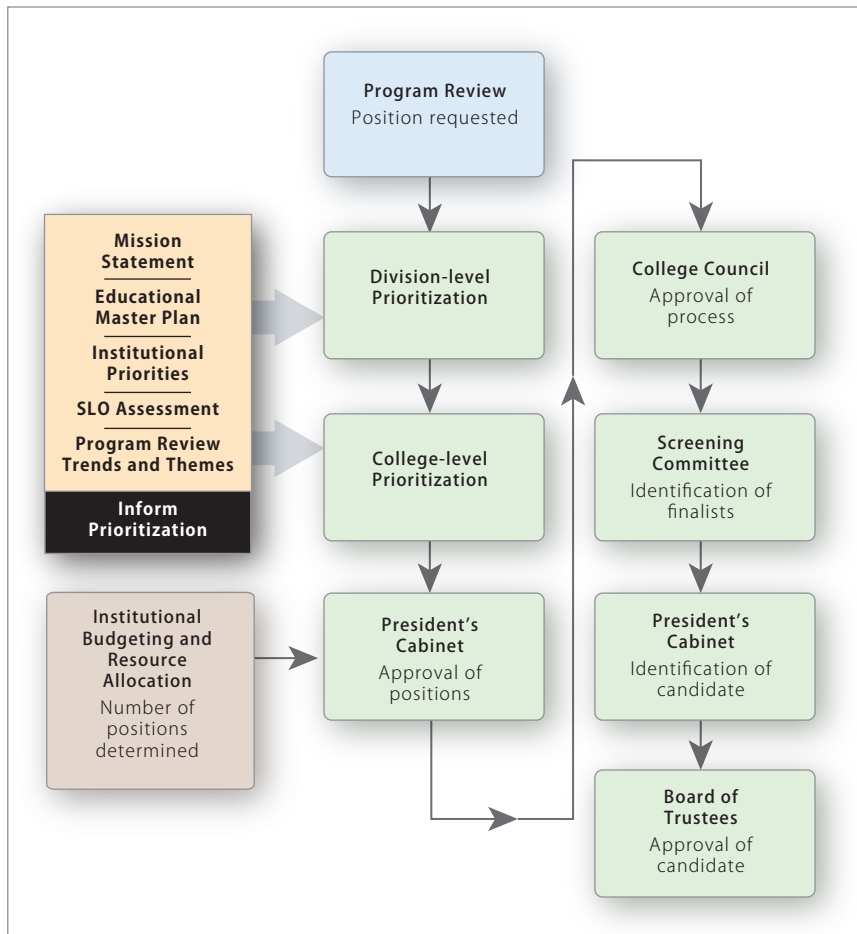 Program Review
Position requested
Mission
Statement
Educational
Master Plan
Institutional
Priorities
SLO Assessment
Program Review
Trends and Themes
Inform
Prioritization
Division-level
Prioritization
College-level
Prioritization
Institutional
Budgeting and
Resource
Allocation
Number of
positions
determined
President's
Cabinet
Approval of
positions
College Council
Approval of
process
Screening
Committee
Identification of
finalists
President's
Cabinet
Identification of
candidate
Board of
Trustees
Approval of
candidate